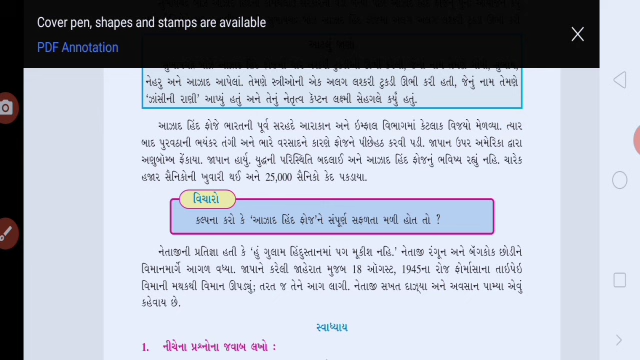 Cover pen, shapes and stamps are available
PDF Annotation
નેહરુ અને આઝાદ આપેલાં. તેમણે સ્ત્રીઓની એક અલગ લશ્કરી ટુકડી ઊભી કરી હતી, જેનું નામ તેમણે
'ઝાંસીની રાણી' આપ્યું હતું અને તેનું નેતૃત્વ કેપ્ટન લક્ષ્મી સેહગલે કર્યું હતું.
આઝાદ હિંદ ફોજે ભારતની પૂર્વ સરહદે આરાકાન અને ઇમ્ફાલ વિભાગમાં કેટલાક વિજયો મેળવ્યા. ત્યાર
બાદ પુરવઠાની ભયંકર તંગી અને ભારે વરસાદને કારણે ફોજને પીછેહઠ કરવી પડી. જાપાન ઉપર અમેરિકા દ્વારા
અણુબોમ્બ ફેંકાયા. જાપાન હાર્યું. યુદ્ધની પરિસ્થિતિ બદલાઈ અને આઝાદ હિંદ ફોજનું ભવિષ્ય રહ્યું નહિ. ચારેક
હજાર સૈનિકોની ખુવારી થઈ અને 25,000 સૈનિકો કેદ પકડાયા.
વિચારો
કલ્પના કરો કે 'આઝાદ હિંદ ફોજ'ને સંપૂર્ણ સફળતા મળી હોત તો ?
નેતાજીની પ્રતિજ્ઞા હતી કે 'હું ગુલામ હિંદુસ્તાનમાં પગ મૂકીશ નહિ.' નેતાજી રંગૂન અને બેંગકોક છોડીને
વિમાનમાર્ગે આગળ વધ્યા. જાપાને કરેલી જાહેરાત મુજબ 18 ઑગસ્ટ, 1945ના રોજ ફોર્માસાના તાઇપેઇ
વિમાની મથકથી વિમાન ઊપડ્યું; તરત જ તેને આગ લાગી. નેતાજી સખત દાઝ્યા અને અવસાન પામ્યા એવું
કહેવાય છે.
સ્વાધ્યાય
1. નીચેના પ્રશ્નોના જવાબ લખો :